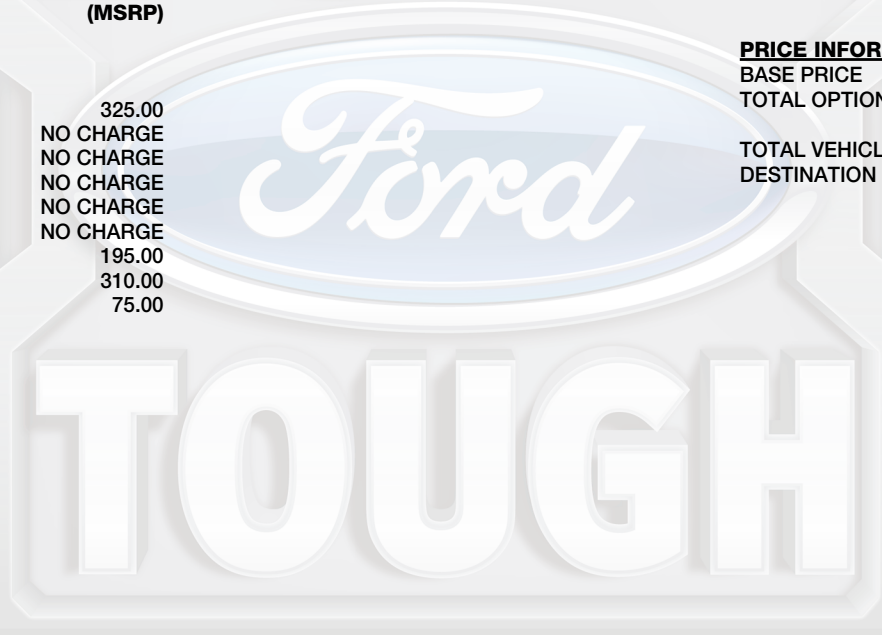 (MSRP)
325.00
NO CHARGE
NO CHARGE
NO CHARGE
NO CHARGE
NO CHARGE
195.00
310.00
75.00
PRICE INFOR
BASE PRICE
TOTAL OPTION
TOTAL VEHICL
DESTINATION
Ford
TOUGH